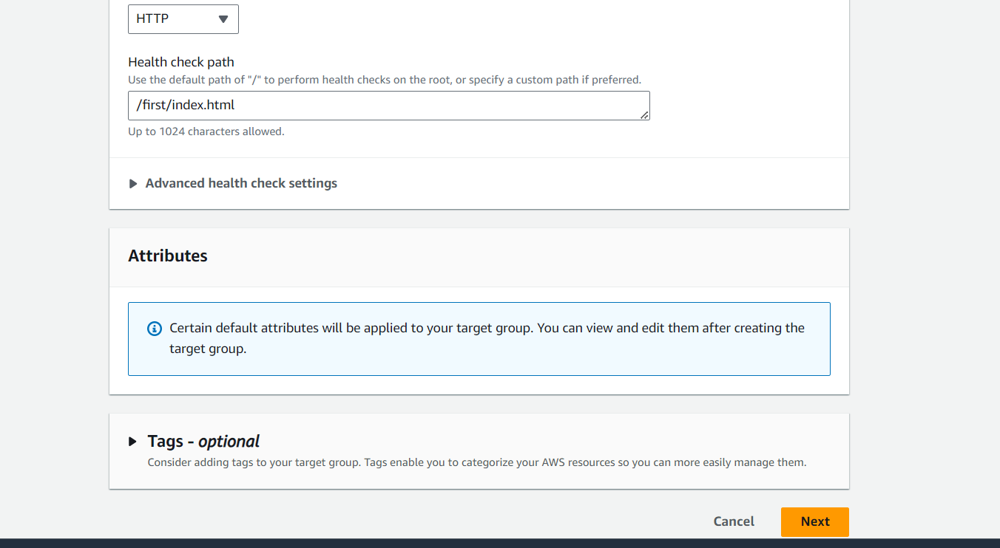 HTTP
Health check path
Use the default path of "/" to perform health checks on the root, or specify a custom path if preferred.
/first/index.html
Up to 1024 characters allowed.
Advanced health check settings
Attributes
Certain default attributes will be applied to your target group. You can view and edit them after creating the
target group.
Tags - optional
Consider adding tags to your target group. Tags enable you to categorize your AWS resources so you can more easily manage them.
Cancel
Next